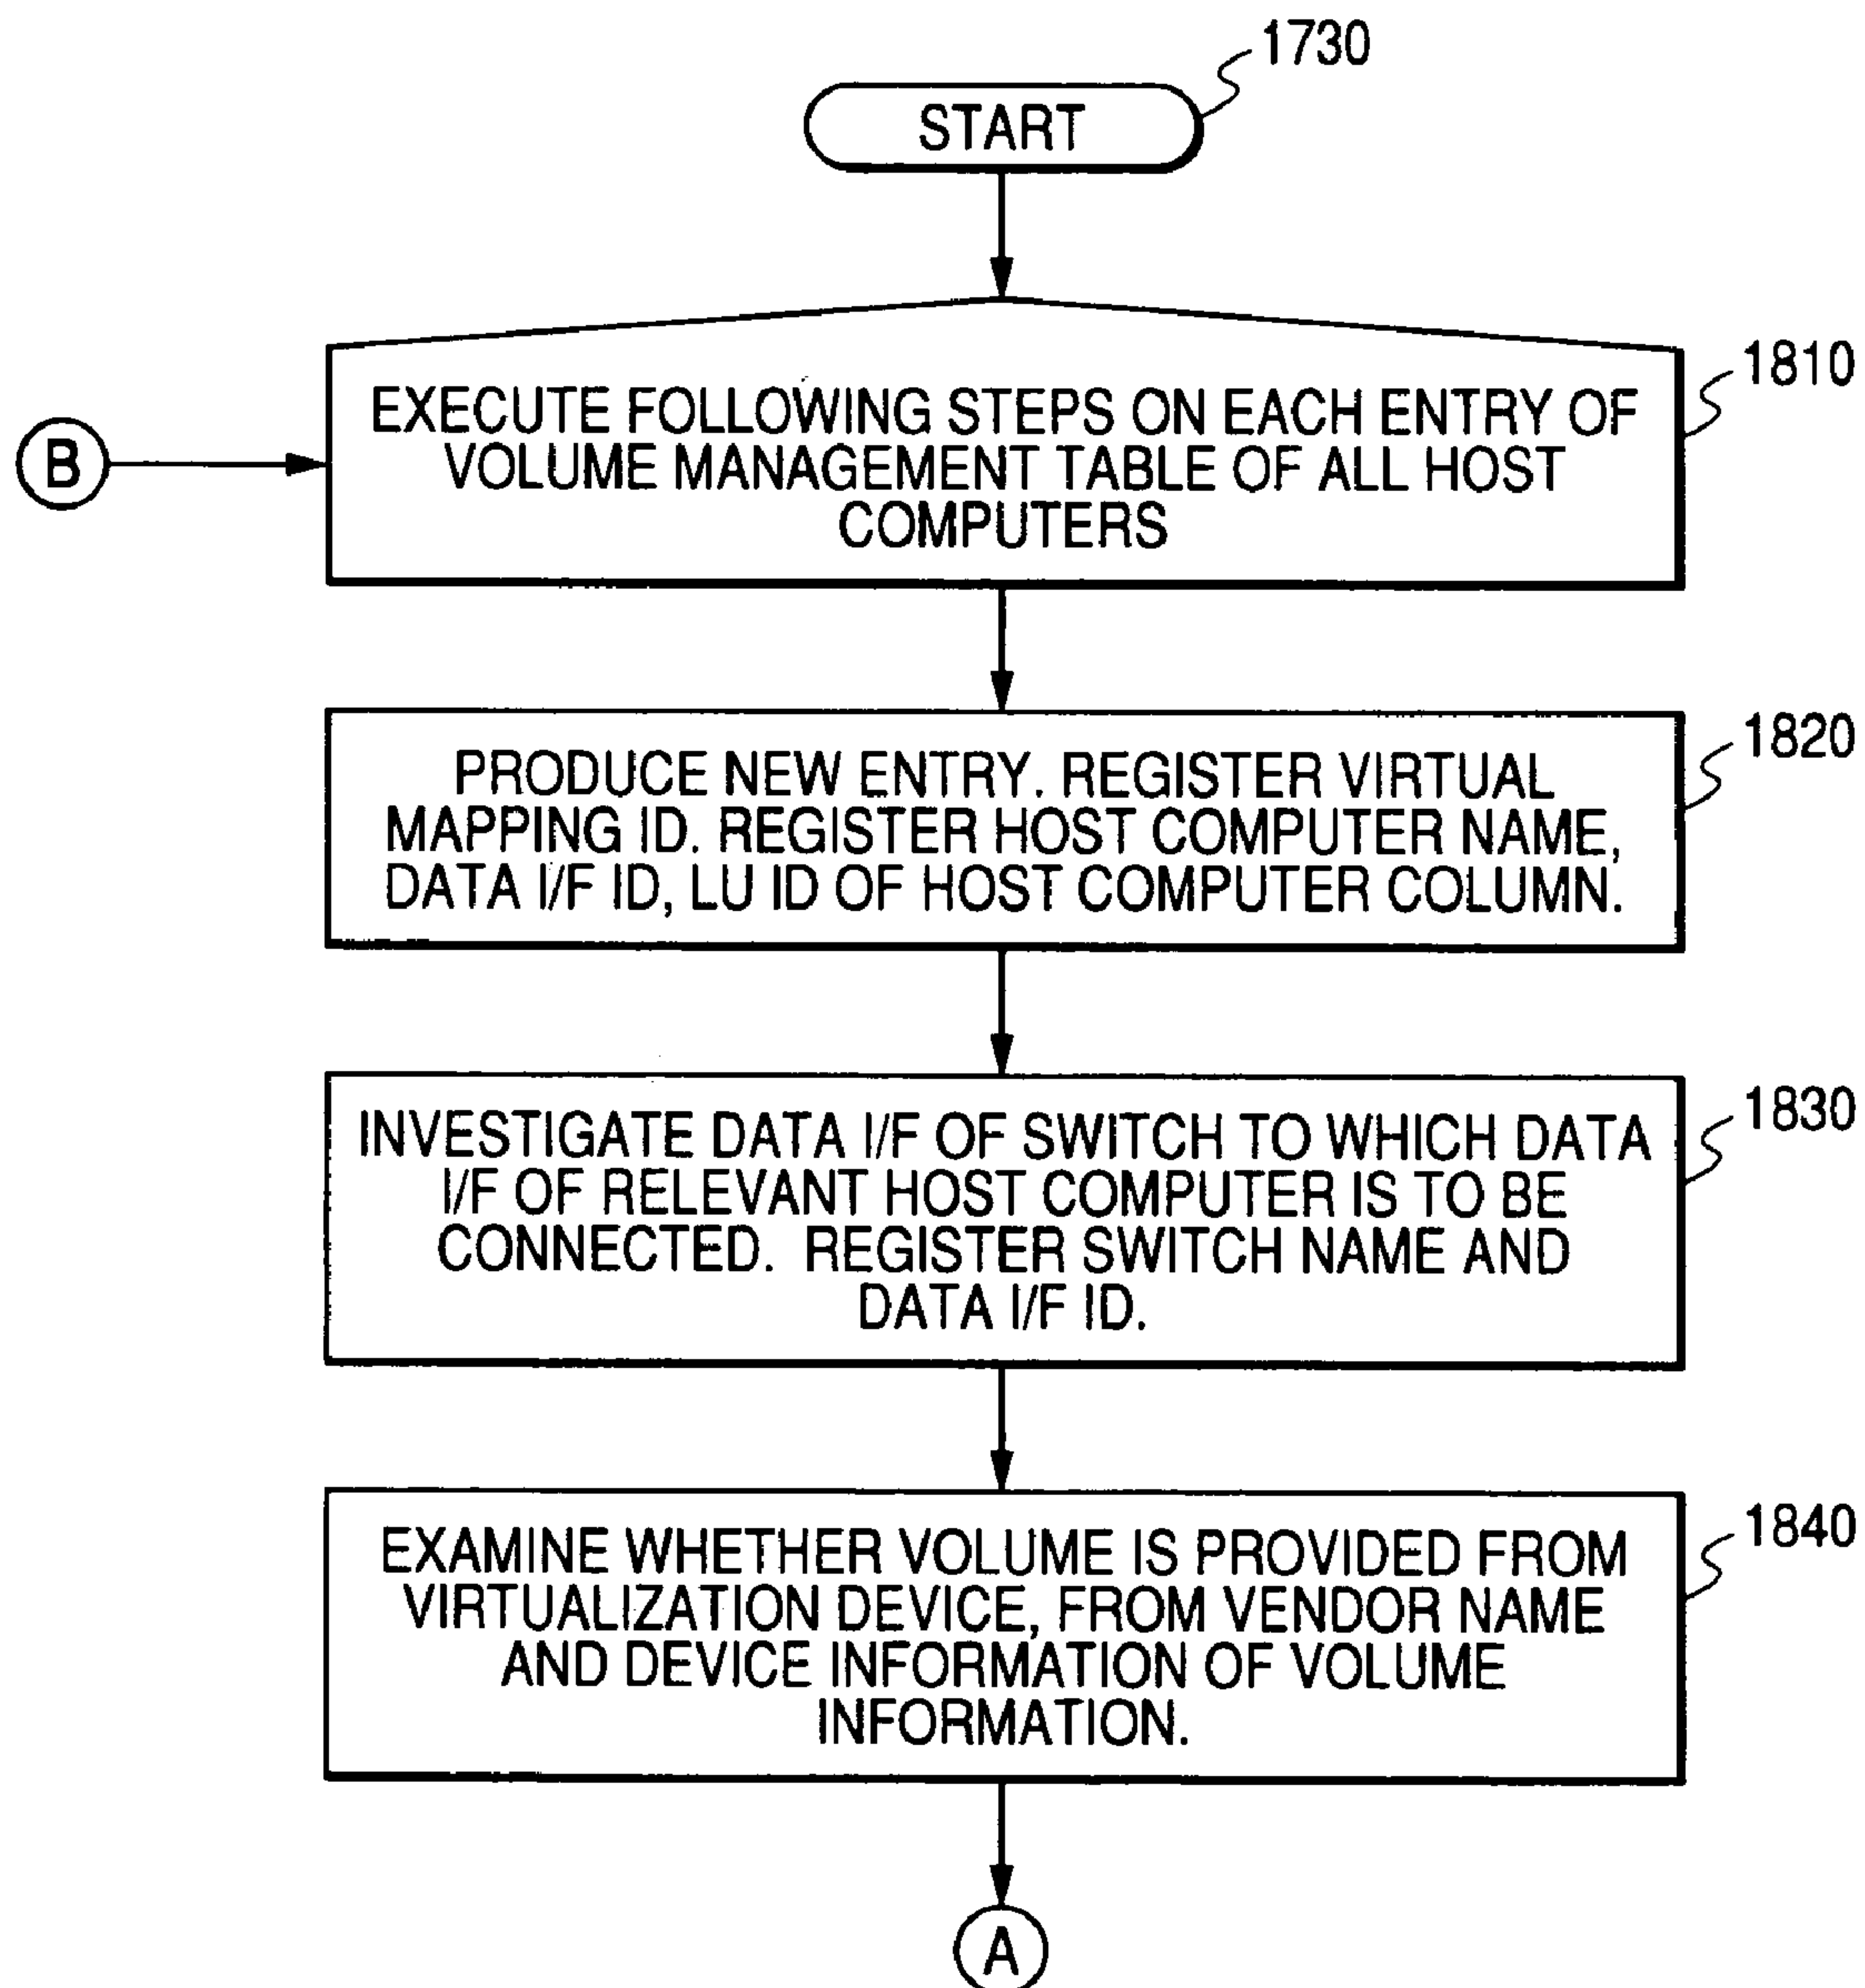 1730
START
1810
EXECUTE FOLLOWING STEPS ON EACH ENTRY OF
VOLUME MANAGEMENT TABLE OF ALL HOST
COMPUTERS
B
1820
PRODUCE NEW ENTRY. REGISTER VIRTUAL
MAPPING ID. REGISTER HOST COMPUTER NAME,
DATA I/F ID, LU ID OF HOST COMPUTER COLUMN.
1830
INVESTIGATE DATA I/F OF SWITCH TO WHICH DATA
I/F OF RELEVANT HOST COMPUTER IS TO BE
CONNECTED. REGISTER SWITCH NAME AND
DATA I/F ID.
1840
EXAMINE WHETHER VOLUME IS PROVIDED FROM
VIRTUALIZATION DEVICE, FROM VENDOR NAME
AND DEVICE INFORMATION OF VOLUME
INFORMATION.
A